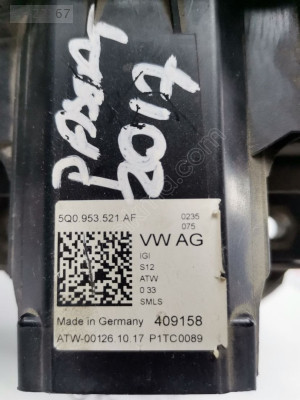 67
PASSAT
2017
5Q0.953.521.AF
0235
075
VW AG
IGI
S12
ATW
0 33
SMLS
Made in Germany 409158
ATW-00126 10.17 P1TC0089